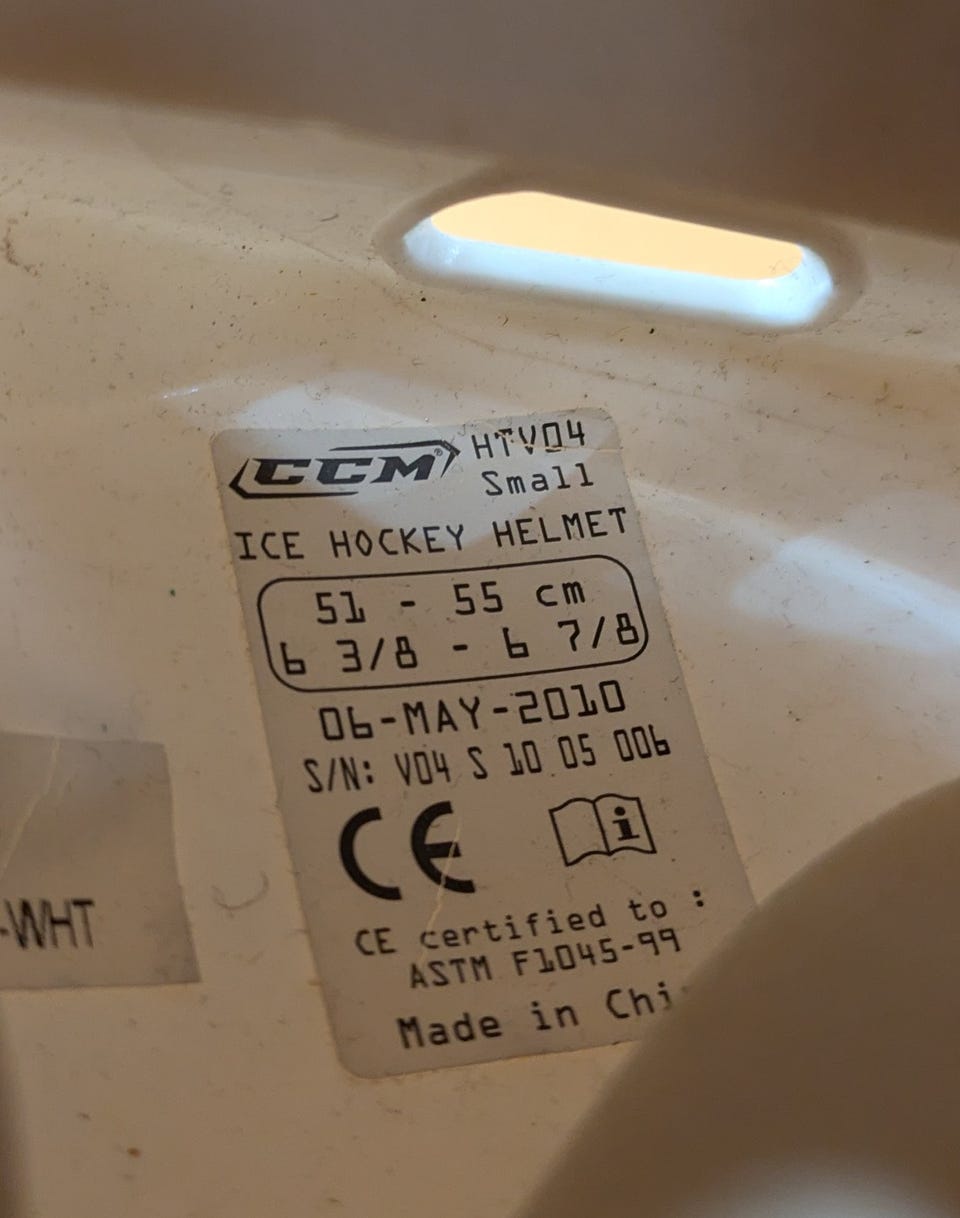 CCM® HTV04
Small
ICE HOCKEY HELMET
51 - 55 cm
6 3/8 - 6 7/8
06-MAY-2010
S/N: V04 S 10 05 006
CE i
CE certified to :
ASTM F1045-99
Made in Chi
-WHT